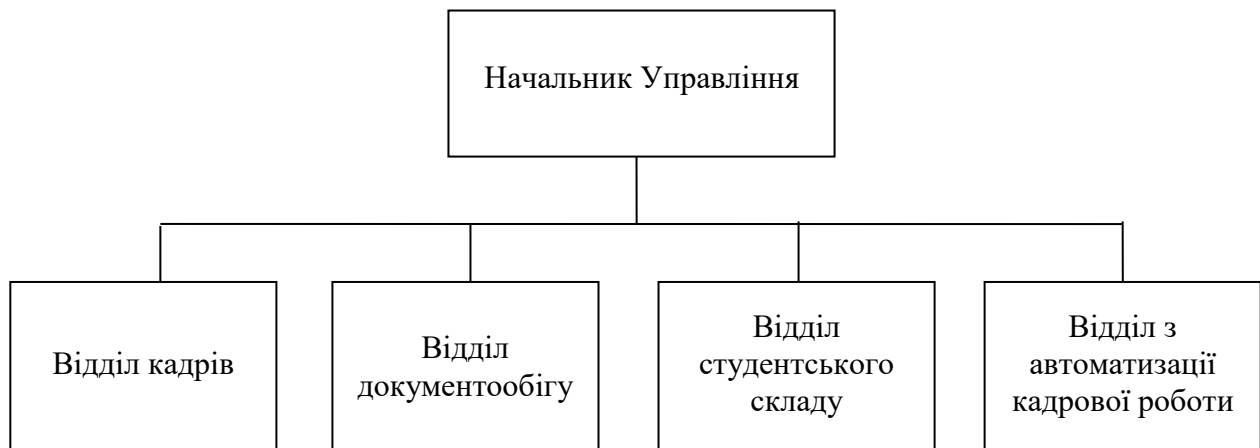 Начальник Управління
Відділ кадрів
Відділ
документообігу
Відділ
студентського
складу
Відділ з
автоматизації
кадрової роботи